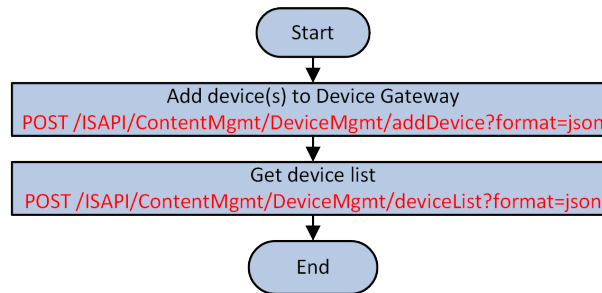 Start
Add device(s) to Device Gateway
POST /ISAPI/ContentMgmt/DeviceMgmt/addDevice?format=json
Get device list
POST /ISAPI/ContentMgmt/DeviceMgmt/deviceList?format=json
End